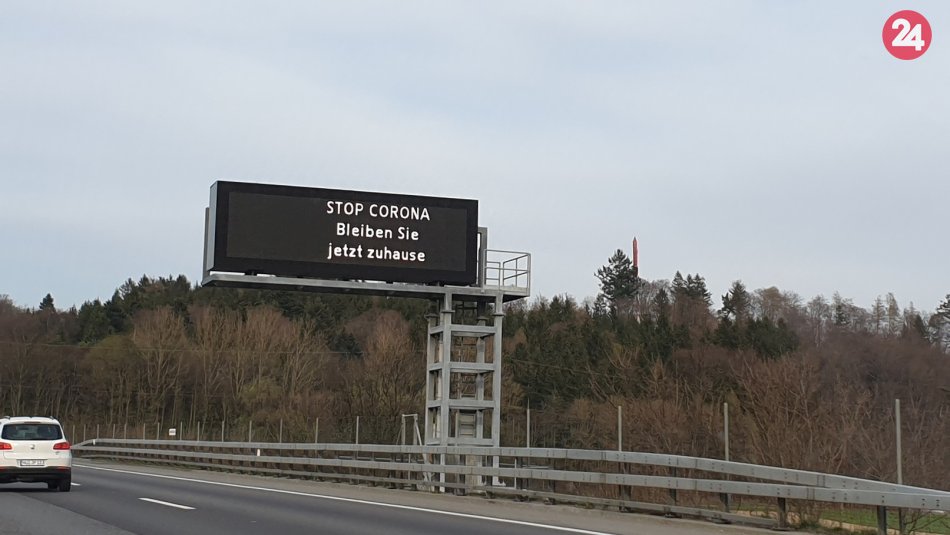 24
STOP CORONA
Bleiben Sie
jetzt zuhause